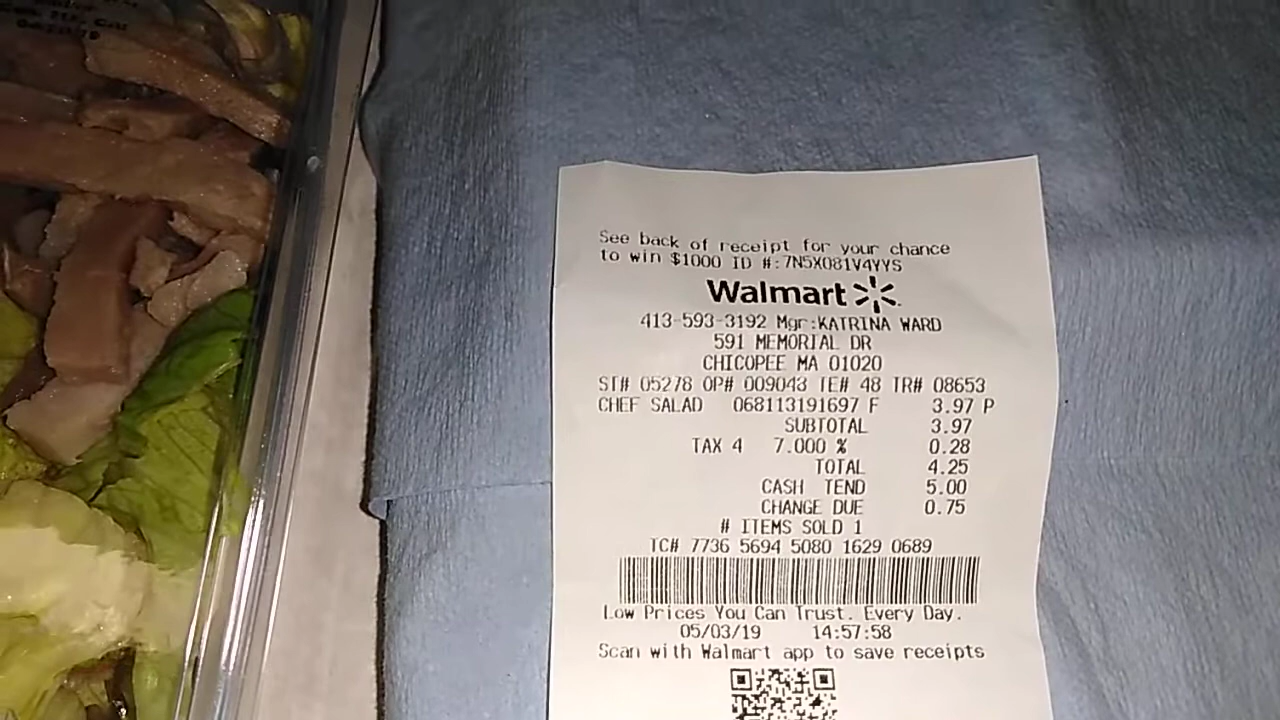 See back of receipt for your chance
to win $1000 ID #:7N5X081V4YYS
Walmart
413-593-3192 Mgr:KATRINA WARD
591 MEMORIAL DR
CHICOPEE MA 01020
ST# 05278 OP# 009043 TE# 48 TR# 08653
CHEF SALAD 068113191697 F 3.97 P
SUBTOTAL 3.97
TAX 4 7.000 % 0.28
TOTAL 4.25
CASH TEND 5.00
CHANGE DUE 0.75
# ITEMS SOLD 1
TC# 7736 5694 5080 1629 0689
Low Prices You Can Trust. Every Day.
05/03/19 14:57:58
Scan with Walmart app to save receipts